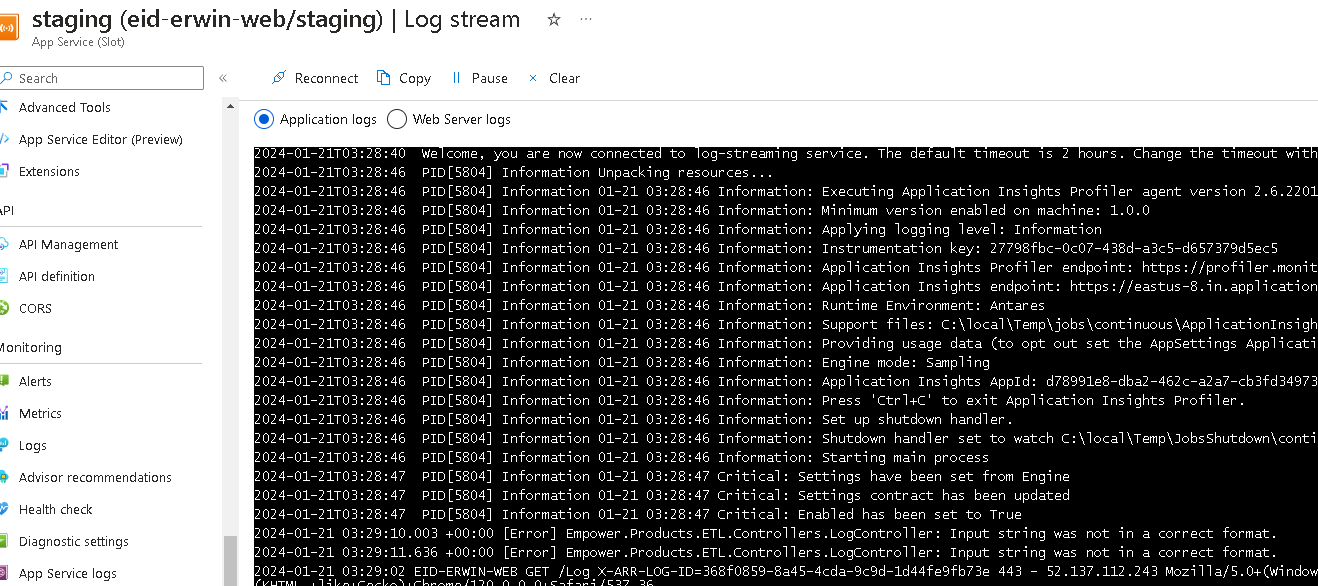 staging (eid-erwin-web/staging) | Log stream
App Service (Slot)
Search
Reconnect
Copy
Pause
Clear
Advanced Tools
App Service Editor (Preview)
Extensions
API
API Management
API definition
CORS
Monitoring
Alerts
Metrics
Logs
Advisor recommendations
Health check
Diagnostic settings
App Service logs
Application logs
Web Server logs
2024-01-21T03:28:40 Welcome, you are now connected to log-streaming service. The default timeout is 2 hours. Change the timeout with
2024-01-21T03:28:46 PID[5804] Information Unpacking resources...
2024-01-21T03:28:46 PID[5804] Information 01-21 03:28:46 Information: Executing Application Insights Profiler agent version 2.6.2201
2024-01-21T03:28:46 PID[5804] Information 01-21 03:28:46 Information: Minimum version enabled on machine: 1.0.0
2024-01-21T03:28:46 PID[5804] Information 01-21 03:28:46 Information: Applying logging level: Information
2024-01-21T03:28:46 PID[5804] Information 01-21 03:28:46 Information: Instrumentation key: 27798fbc-0c07-438d-a3c5-d657379d5ec5
2024-01-21T03:28:46 PID[5804] Information 01-21 03:28:46 Information: Application Insights Profiler endpoint: https://profiler.monit
2024-01-21T03:28:46 PID[5804] Information 01-21 03:28:46 Information: Application Insights endpoint: https://eastus-8.in.application
2024-01-21T03:28:46 PID[5804] Information 01-21 03:28:46 Information: Runtime Environment: Antares
2024-01-21T03:28:46 PID[5804] Information 01-21 03:28:46 Information: Support files: C:\local\Temp\jobs\continuous\ApplicationInsigh
2024-01-21T03:28:46 PID[5804] Information 01-21 03:28:46 Information: Providing usage data (to opt out set the AppSettings Applicati
2024-01-21T03:28:46 PID[5804] Information 01-21 03:28:46 Information: Engine mode: Sampling
2024-01-21T03:28:46 PID[5804] Information 01-21 03:28:46 Information: Application Insights AppId: d78991e8-dba2-462c-a2a7-cb3fd34973
2024-01-21T03:28:46 PID[5804] Information 01-21 03:28:46 Information: Press 'Ctrl+C' to exit Application Insights Profiler.
2024-01-21T03:28:46 PID[5804] Information 01-21 03:28:46 Information: Set up shutdown handler.
2024-01-21T03:28:46 PID[5804] Information 01-21 03:28:46 Information: Shutdown handler set to watch C:\local\Temp\JobsShutdown\conti
2024-01-21T03:28:46 PID[5804] Information 01-21 03:28:46 Information: Starting main process
2024-01-21T03:28:47 PID[5804] Information 01-21 03:28:47 Critical: Settings have been set from Engine
2024-01-21T03:28:47 PID[5804] Information 01-21 03:28:47 Critical: Settings contract has been updated
2024-01-21T03:28:47 PID[5804] Information 01-21 03:28:47 Critical: Enabled has been set to True
2024-01-21 03:29:10.003 +00:00 [Error] Empower.Products.ETL.Controllers.LogController: Input string was not in a correct format.
2024-01-21 03:29:11.636 +00:00 [Error] Empower.Products.ETL.Controllers.LogController: Input string was not in a correct format.
2024-01-21 03:29:02 EID-ERWIN-WEB GET /Log X-ARR-LOG-ID=368f0859-8a45-4cda-9c9d-1d44fe9fb73e 443 - 52.137.112.243 Mozilla/5.0+(Window
(KHTML,+like+Gecko)+Chrome/120.0.0.0+Safari/537.36